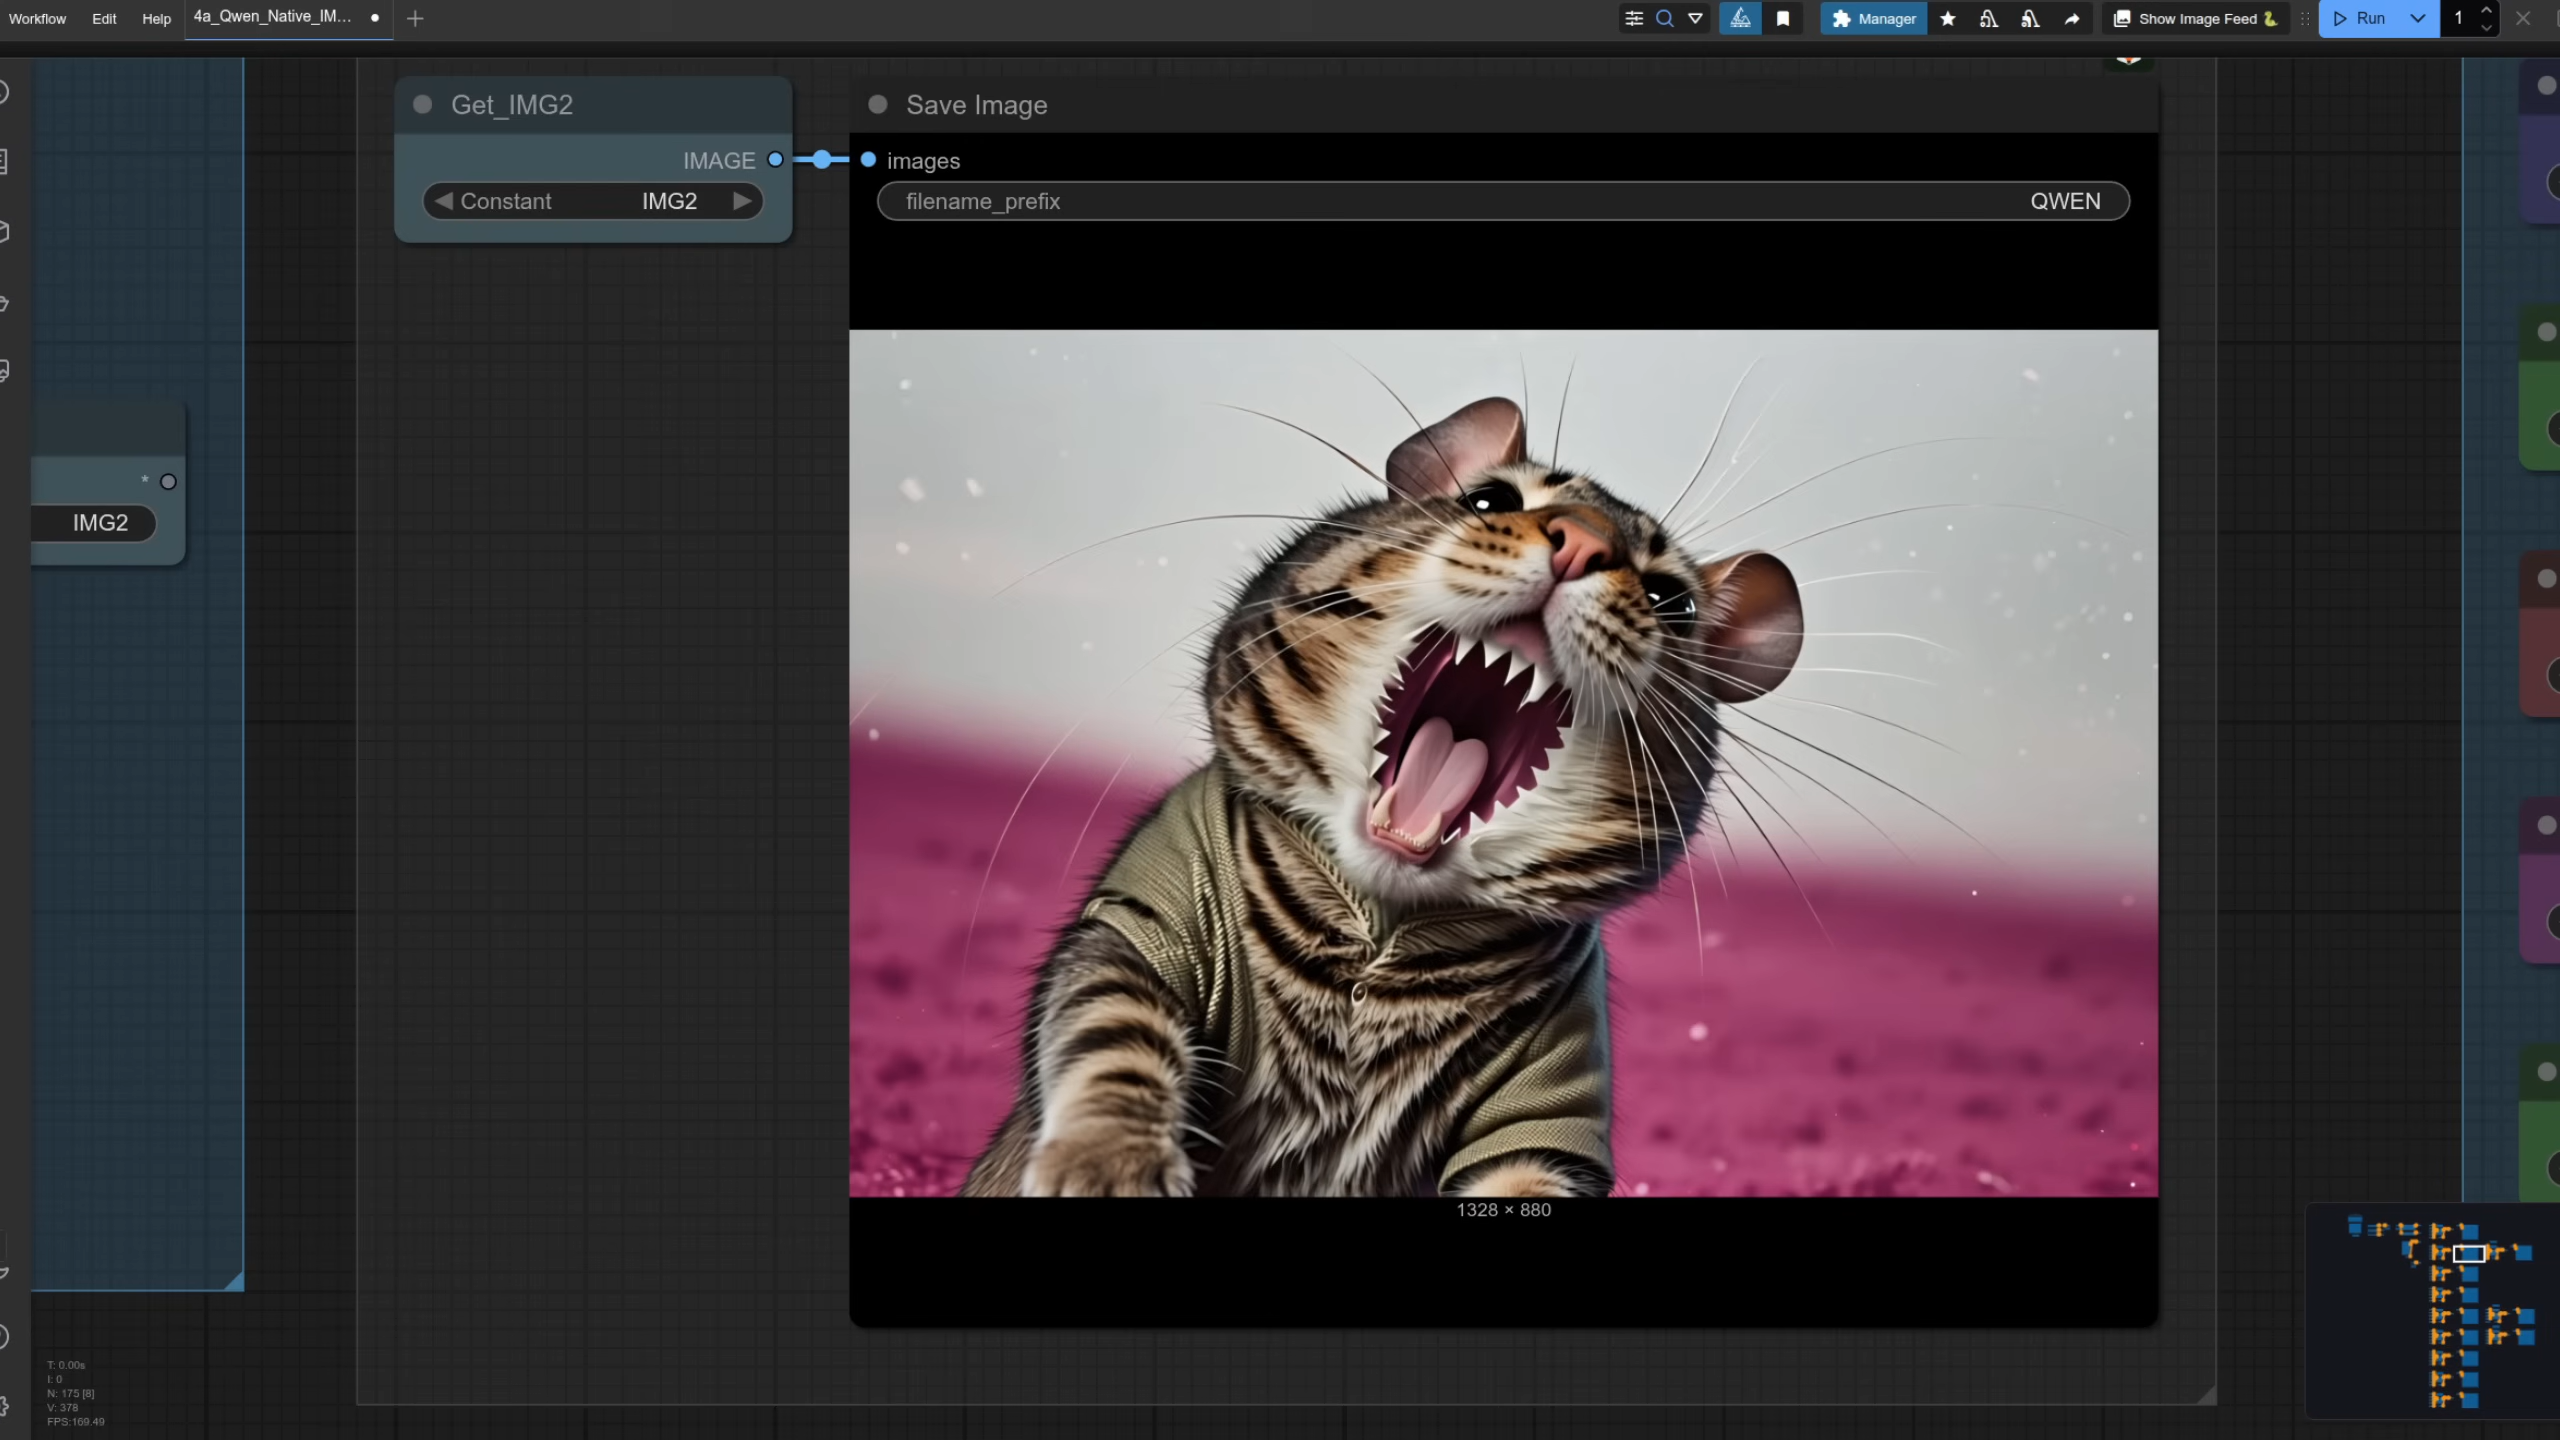 Workflow Edit Help 4a_Qwen_Native_IM... Manager Show Image Feed Run 1
Get_IMG2
IMAGE
Constant IMG2
Save Image
images
filename_prefix QWEN
*
IMG2
1328 × 880
T: 0.00s
I: 0
N: 175 [8]
V: 378
FPS:169.49